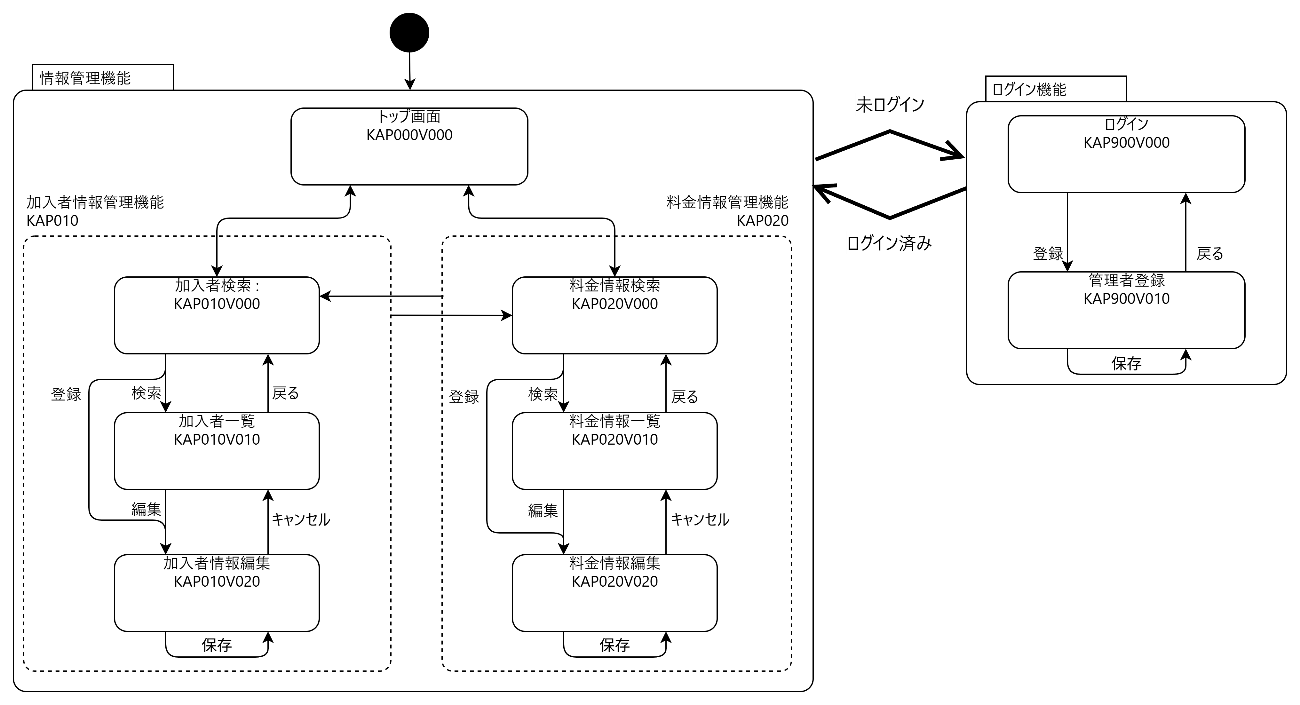 情報管理機能
トップ画面
KAP000V000
加入者情報管理機能
KAP010
料金情報管理機能
KAP020
加入者検索 :
KAP010V000
登録
検索
戻る
加入者一覧
KAP010V010
編集
キャンセル
加入者情報編集
KAP010V020
保存
料金情報検索
KAP020V000
登録
検索
戻る
料金情報一覧
KAP020V010
編集
キャンセル
料金情報編集
KAP020V020
保存
未ログイン
ログイン済み
ログイン機能
ログイン
KAP900V000
登録
戻る
管理者登録
KAP900V010
保存